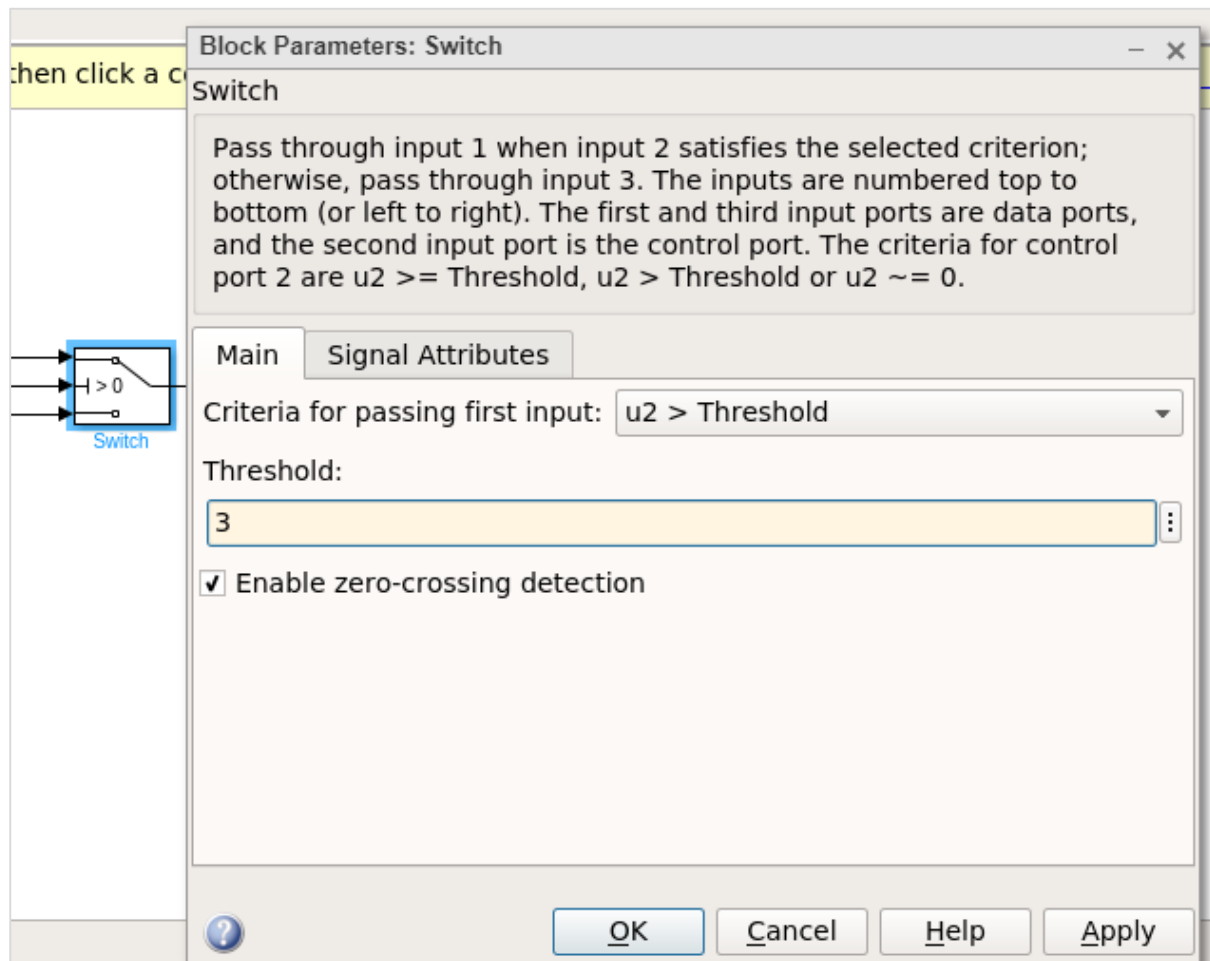 Block Parameters: Switch
then click a c
Switch
Pass through input 1 when input 2 satisfies the selected criterion;
otherwise, pass through input 3. The inputs are numbered top to
bottom (or left to right). The first and third input ports are data ports,
and the second input port is the control port. The criteria for control
port 2 are u2 >= Threshold, u2 > Threshold or u2 ~= 0.
Main Signal Attributes
> 0
Switch
Criteria for passing first input: u2 > Threshold
Threshold:
3
Enable zero-crossing detection
OK Cancel Help Apply